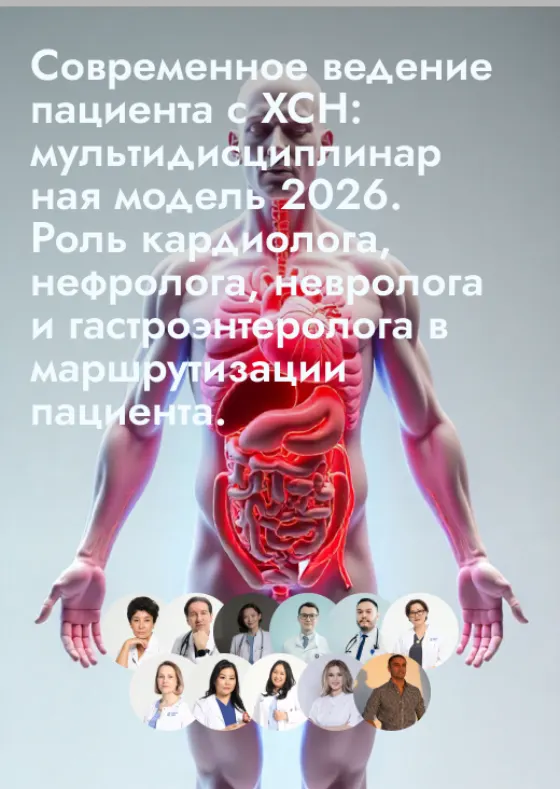 Современное ведение
пациента с ХСН:
мультидисциплинар
ная модель 2026.
Роль кардиолога,
нефролога, невролога
и гастроэнтеролога в
маршрутизации
пациента.